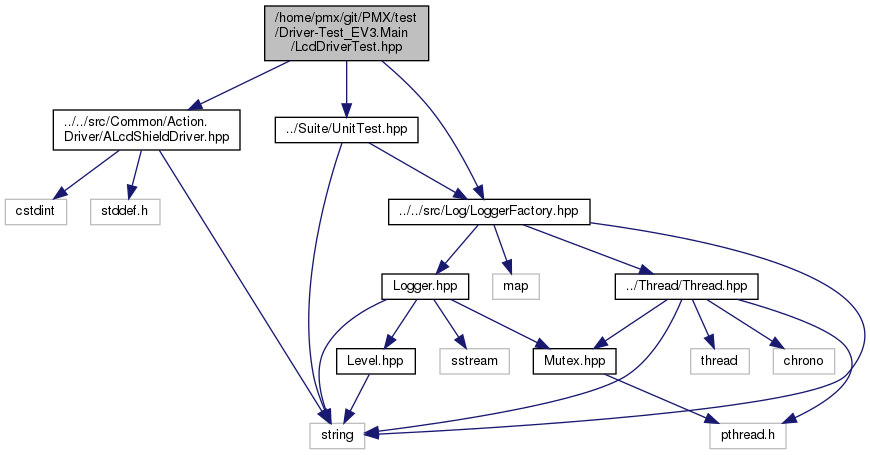 /home/pmx/git/PMX/test
/Driver-Test_EV3.Main
/LcdDriverTest.hpp
../../src/Common/Action.
Driver/ALcdShieldDriver.hpp
../Suite/UnitTest.hpp
cstdint
stddef.h
../../src/Log/LoggerFactory.hpp
Logger.hpp
map
../Thread/Thread.hpp
Level.hpp
sstream
Mutex.hpp
thread
chrono
string
pthread.h